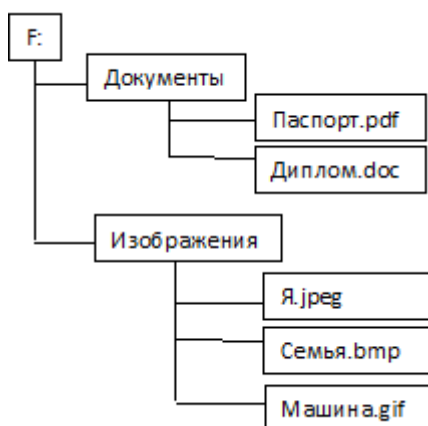 F:
Документы
Паспорт.pdf
Диплом.doc
Изображения
Я.jpeg
Семья.bmp
Машина.gif